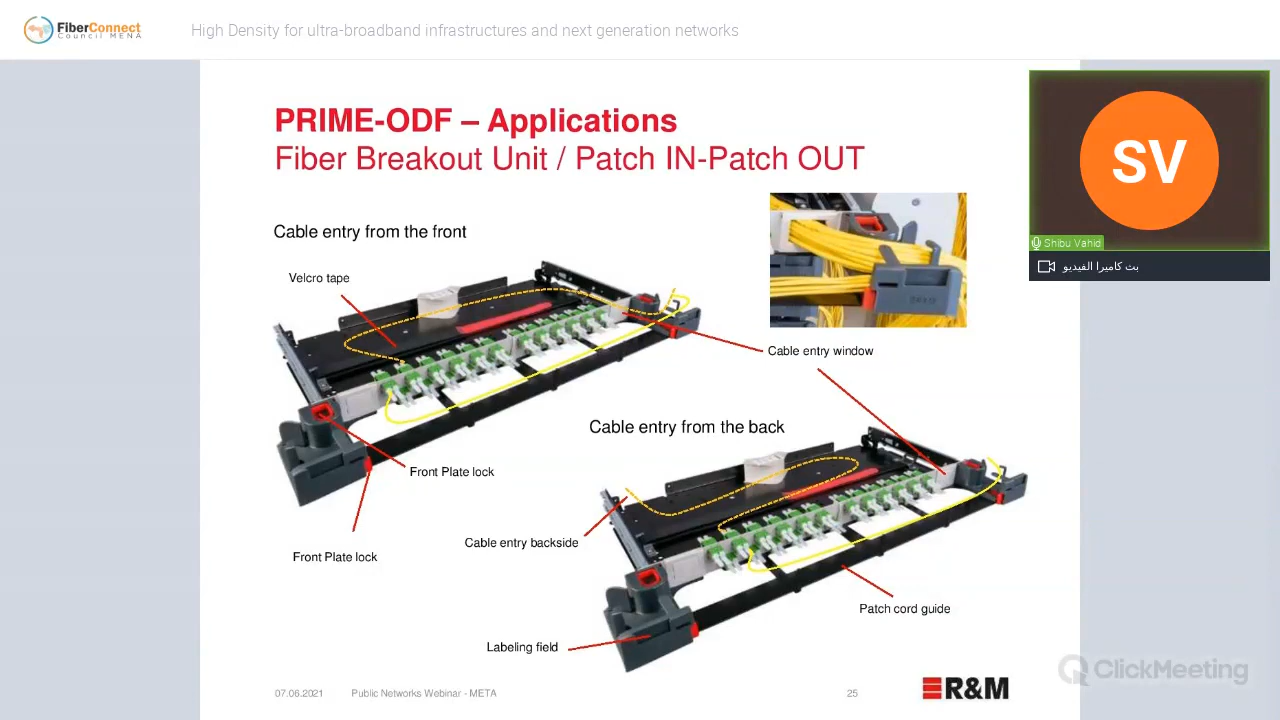 FiberConnect
Council MENA
High Density for ultra-broadband infrastructures and next generation networks
PRIME-ODF – Applications
Fiber Breakout Unit / Patch IN-Patch OUT
SV
Shibu Vahid
بث كاميرا الفيديو
Cable entry from the front
Velcro tape
Cable entry window
Cable entry from the back
Front Plate lock
Cable entry backside
Front Plate lock
Patch cord guide
Labeling field
07.06.2021
Public Networks Webinar - META
25
R&M
ClickMeeting